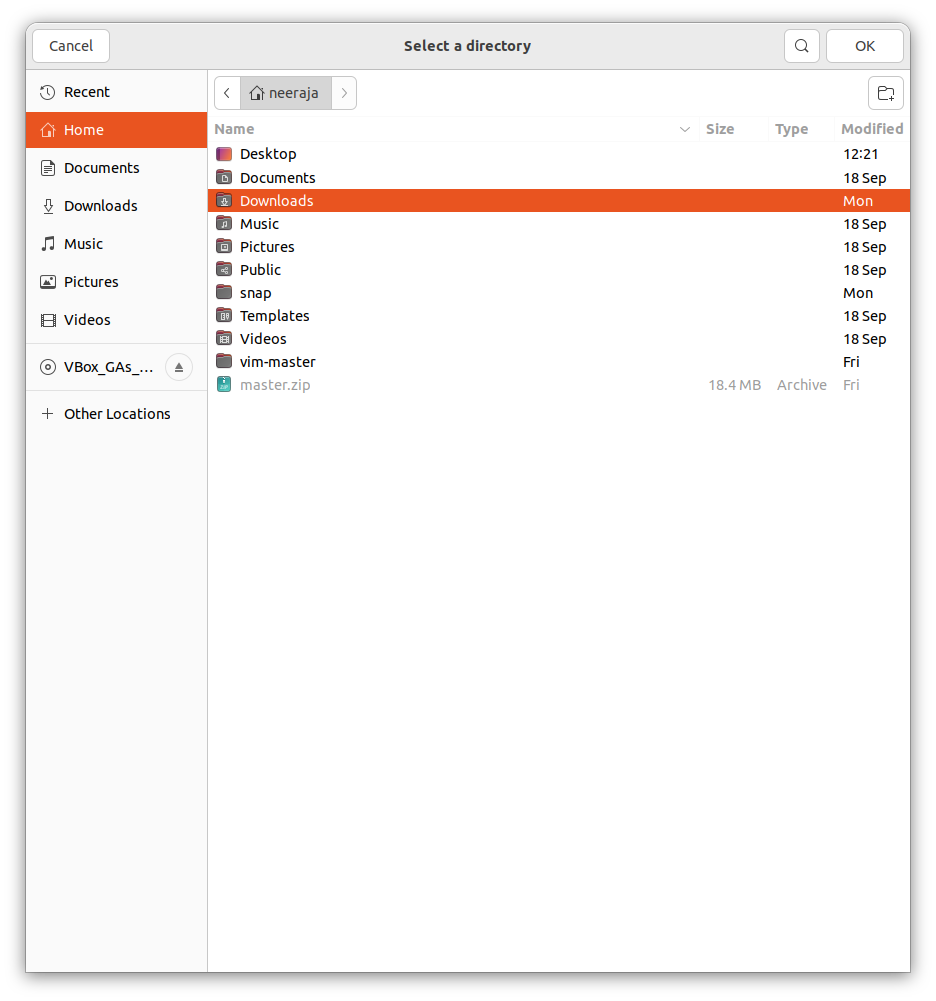 Cancel Select a directory OK
Recent
Home
Documents
Downloads
Music
Pictures
Videos
VBox_GAs_...
Other Locations
neeraja
Name Size Type Modified
Desktop 12:21
Documents 18 Sep
Downloads Mon
Music 18 Sep
Pictures 18 Sep
Public 18 Sep
snap Mon
Templates 18 Sep
Videos 18 Sep
vim-master Fri
master.zip 18.4 MB Archive Fri